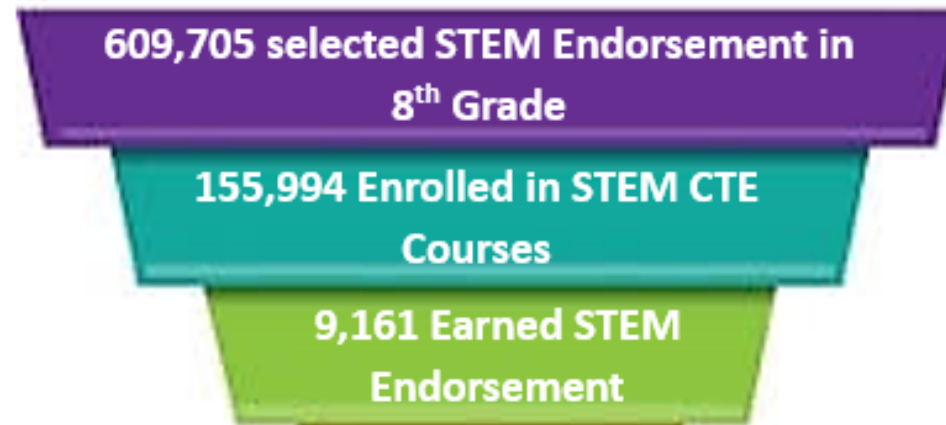 609,705 selected STEM Endorsement in
8th Grade
155,994 Enrolled in STEM CTE
Courses
9,161 Earned STEM
Endorsement